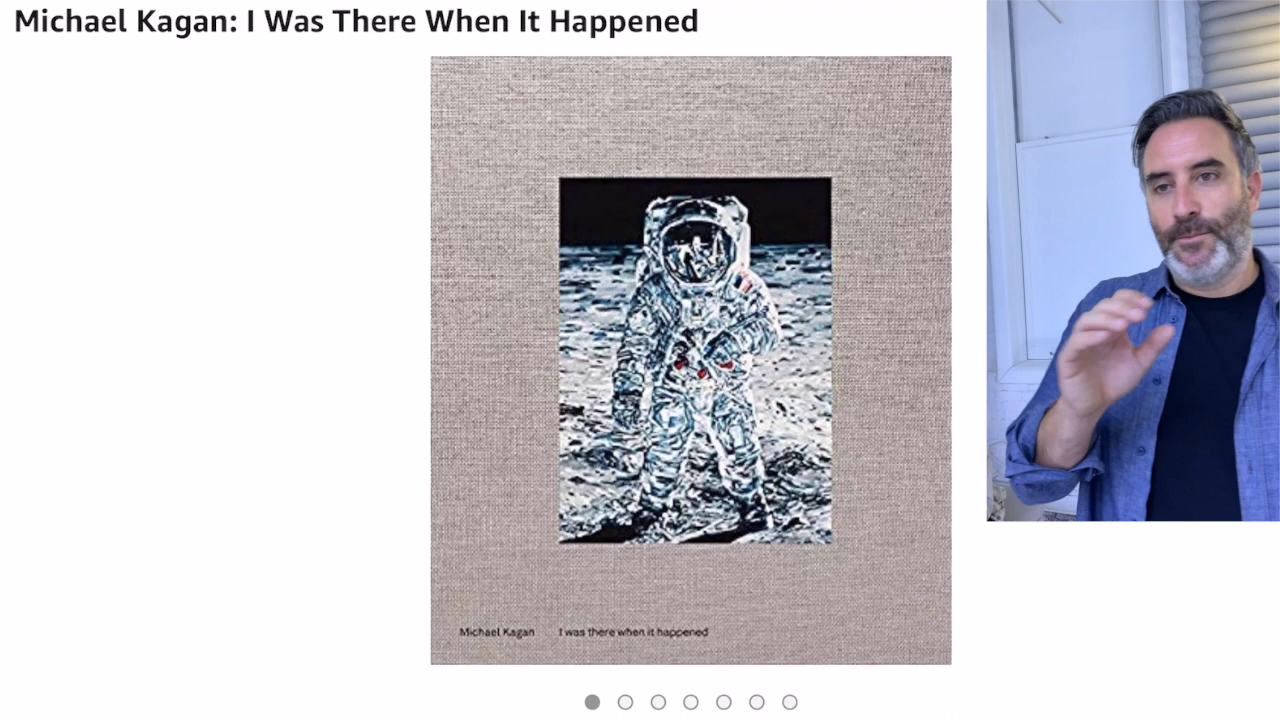 Michael Kagan: I Was There When It Happened
Michael Kagan I was there when it happened